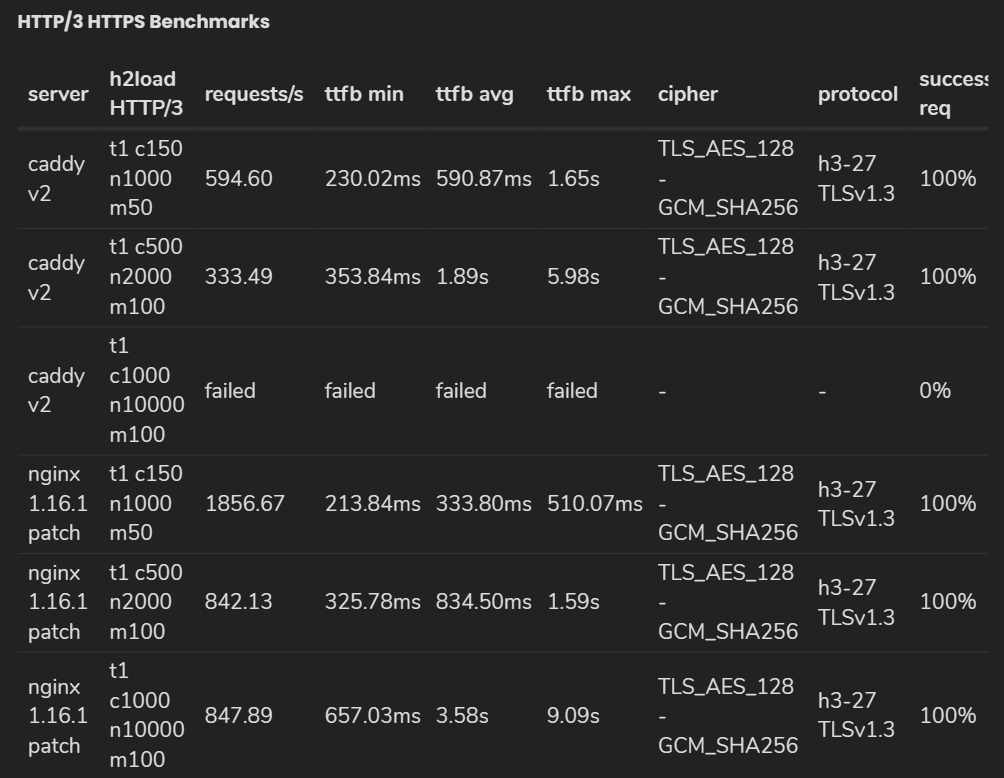 HTTP/3 HTTPS Benchmarks
server h2load HTTP/3 requests/s ttfb min ttfb avg ttfb max cipher protocol success req
caddy v2 t1 c150 n1000 m50 594.60 230.02ms 590.87ms 1.65s TLS_AES_128 - GCM_SHA256 h3-27 TLSv1.3 100%
caddy v2 t1 c500 n2000 m100 333.49 353.84ms 1.89s 5.98s TLS_AES_128 - GCM_SHA256 h3-27 TLSv1.3 100%
caddy v2 t1 c1000 n10000 m100 failed failed failed failed - - 0%
nginx 1.16.1 patch t1 c150 n1000 m50 1856.67 213.84ms 333.80ms 510.07ms TLS_AES_128 - GCM_SHA256 h3-27 TLSv1.3 100%
nginx 1.16.1 patch t1 c500 n2000 m100 842.13 325.78ms 834.50ms 1.59s TLS_AES_128 - GCM_SHA256 h3-27 TLSv1.3 100%
nginx 1.16.1 patch t1 c1000 n10000 m100 847.89 657.03ms 3.58s 9.09s TLS_AES_128 - GCM_SHA256 h3-27 TLSv1.3 100%